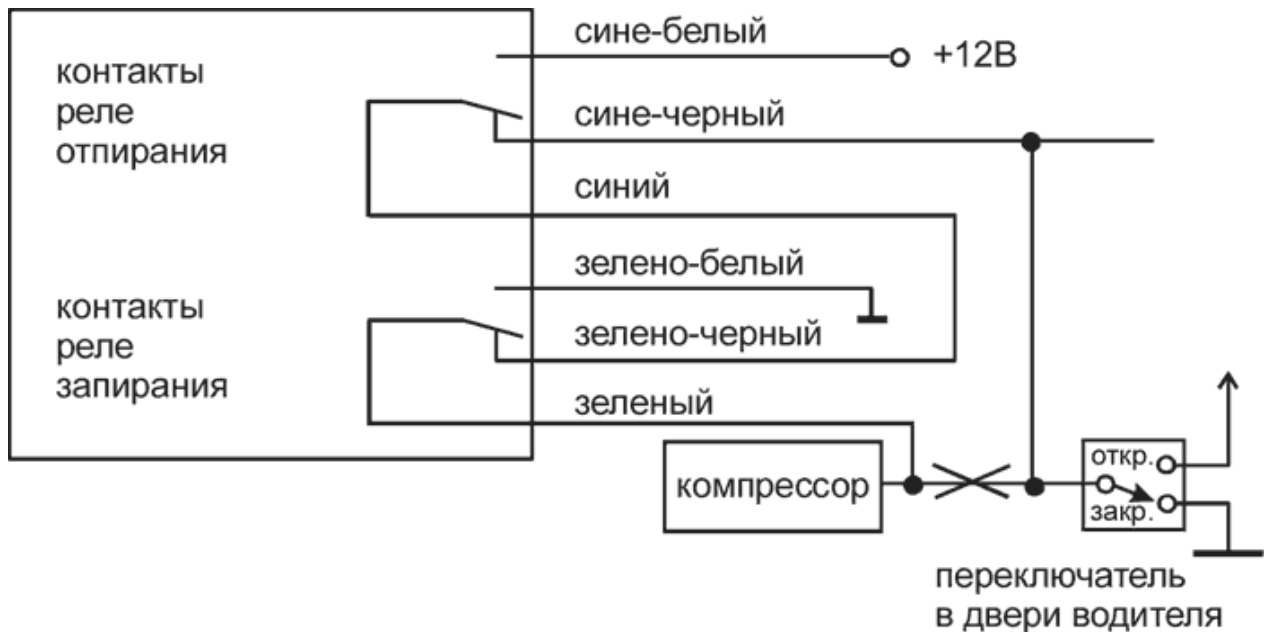 сине-белый
+12В
контакты
реле
отпирания
сине-черный
синий
зелено-белый
контакты
реле
запирания
зелено-черный
зеленый
компрессор
откр.
закр.
переключатель
в двери водителя